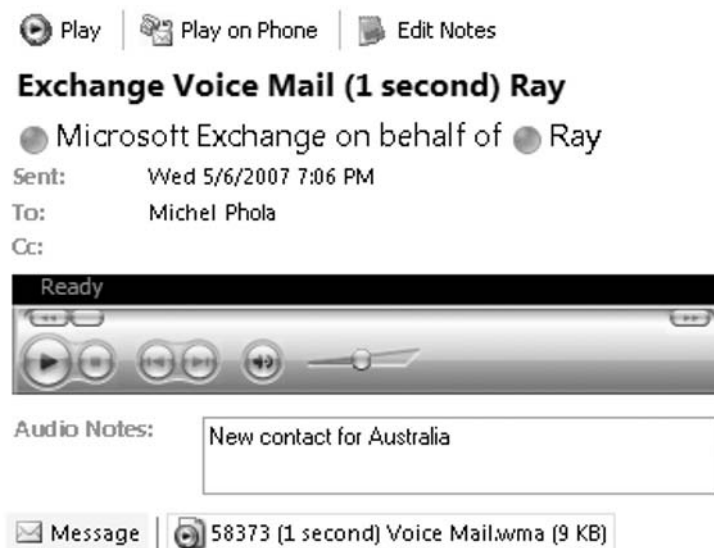 Play Play on Phone Edit Notes
Exchange Voice Mail (1 second) Ray
Microsoft Exchange on behalf of Ray
Sent: Wed 5/6/2007 7:06 PM
To: Michel Phola
Cc:
Ready
Audio Notes: New contact for Australia
Message 58373 (1 second) Voice Mail.wma (9 KB)